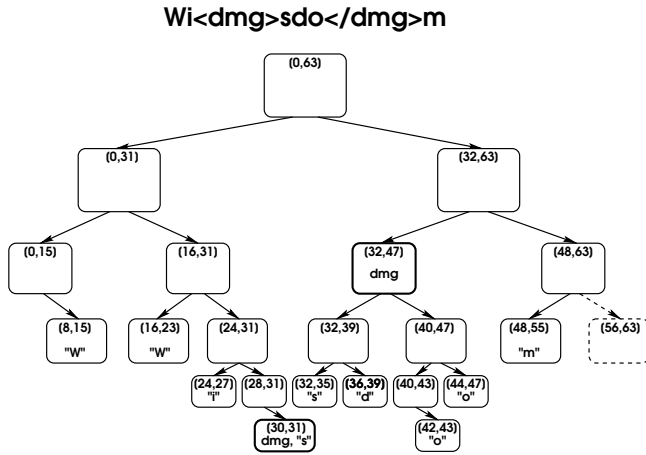 Wi<dmg>sdo</dmg>m
(0,63)
(0,31) (32,63)
(0,15) (16,31) (32,47) (48,63)
dmg
(8,15) (16,23) (24,31) (32,39) (40,47) (48,55) (56,63)
"W" "W" "m"
(24,27) (28,31) (32,35) (36,39) (40,43) (44,47)
"i" "s" "d" "o"
(30,31) (42,43)
dmg, "s" "o"